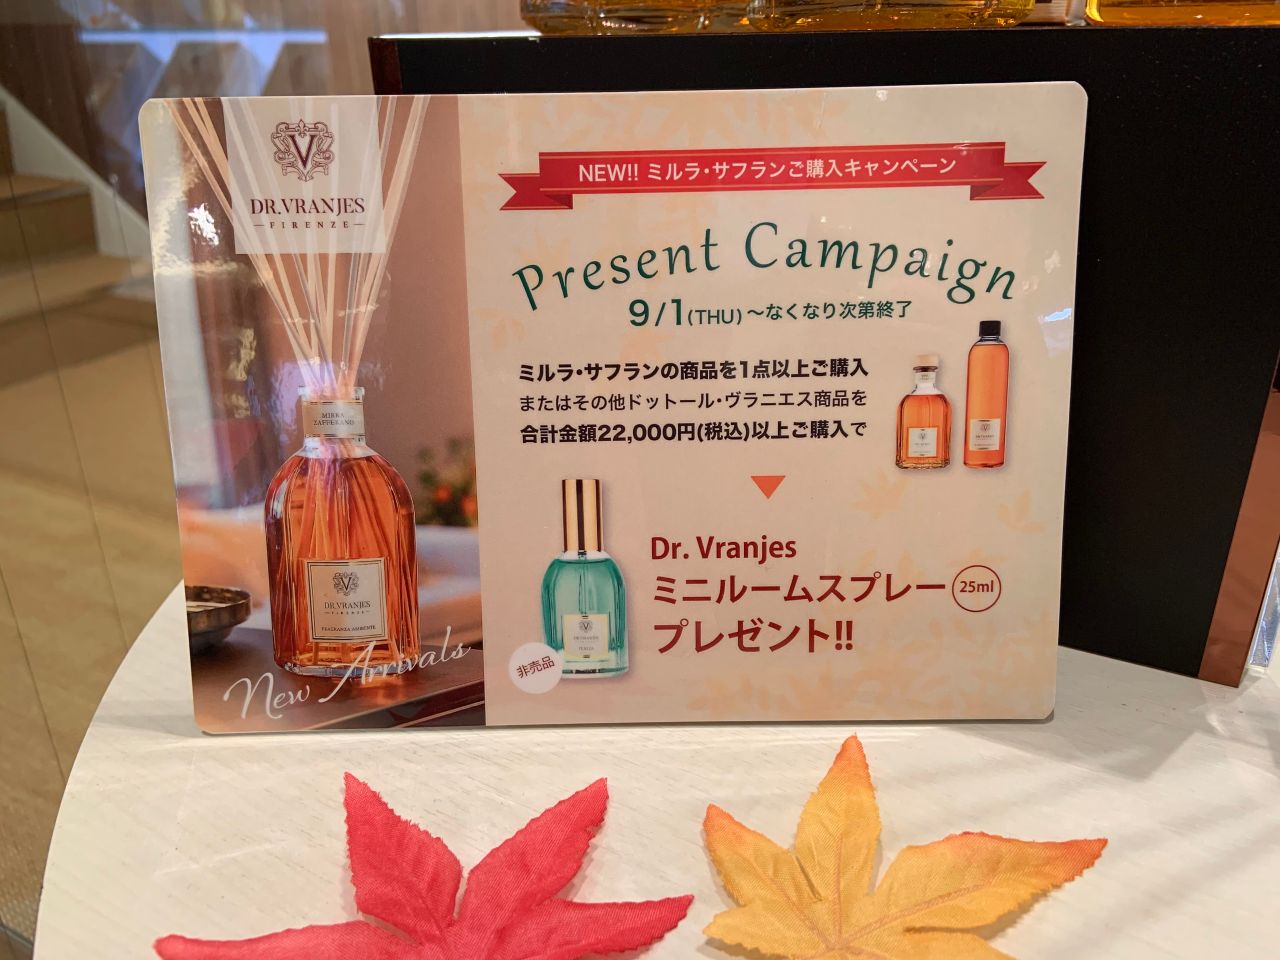 DR.VRANJES
FIRENZE
MIRRA
ZAFFERANO
DR.VRANJES
FIRENZE
FRAGRANZA AMBIENTE
New Arrivals
NEW!! ミルラ・サフランご購入キャンペーン
Present Campaign
9/1(THU)～なくなり次第終了
ミルラ・サフランの商品を1点以上ご購入
またはその他ドットール・ヴラニエス商品を
合計金額22,000円(税込)以上ご購入で
Dr. Vranjes
ミニルームスプレー 25ml
プレゼント!!
非売品